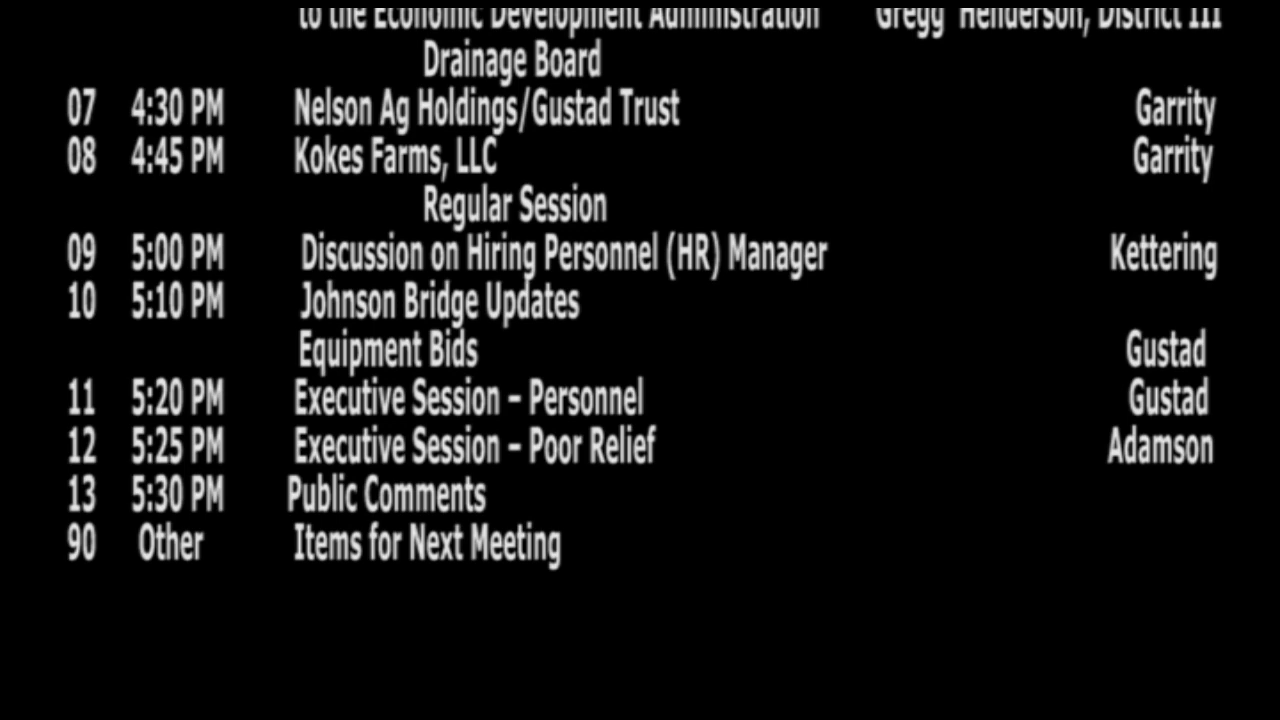 to the Economic Development Administration Gregg Henderson, District III
Drainage Board
07 4:30 PM Nelson Ag Holdings/Gustad Trust Garrity
08 4:45 PM Kokes Farms, LLC Garrity
Regular Session
09 5:00 PM Discussion on Hiring Personnel (HR) Manager Kettering
10 5:10 PM Johnson Bridge Updates
Equipment Bids Gustad
11 5:20 PM Executive Session – Personnel Gustad
12 5:25 PM Executive Session – Poor Relief Adamson
13 5:30 PM Public Comments
90 Other Items for Next Meeting